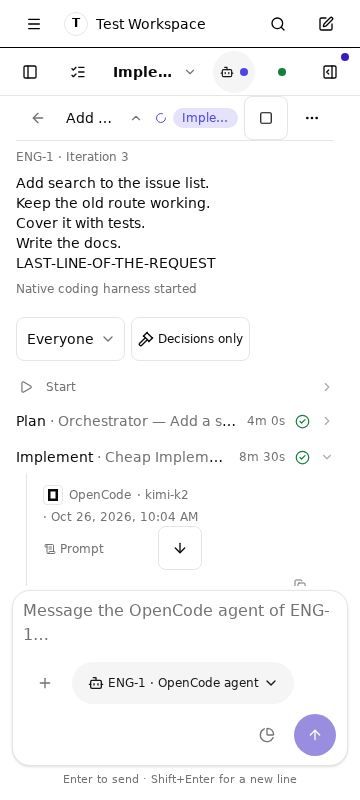 T Test Workspace
Imple...
Add ...
Imple...
ENG-1 · Iteration 3
Add search to the issue list.
Keep the old route working.
Cover it with tests.
Write the docs.
LAST-LINE-OF-THE-REQUEST
Native coding harness started
Everyone
Decisions only
Start
Plan · Orchestrator — Add a s... 4m 0s
Implement · Cheap Implem... 8m 30s
OpenCode · kimi-k2
· Oct 26, 2026, 10:04 AM
Prompt
Message the OpenCode agent of ENG-
1...
ENG-1 · OpenCode agent
Enter to send · Shift+Enter for a new line